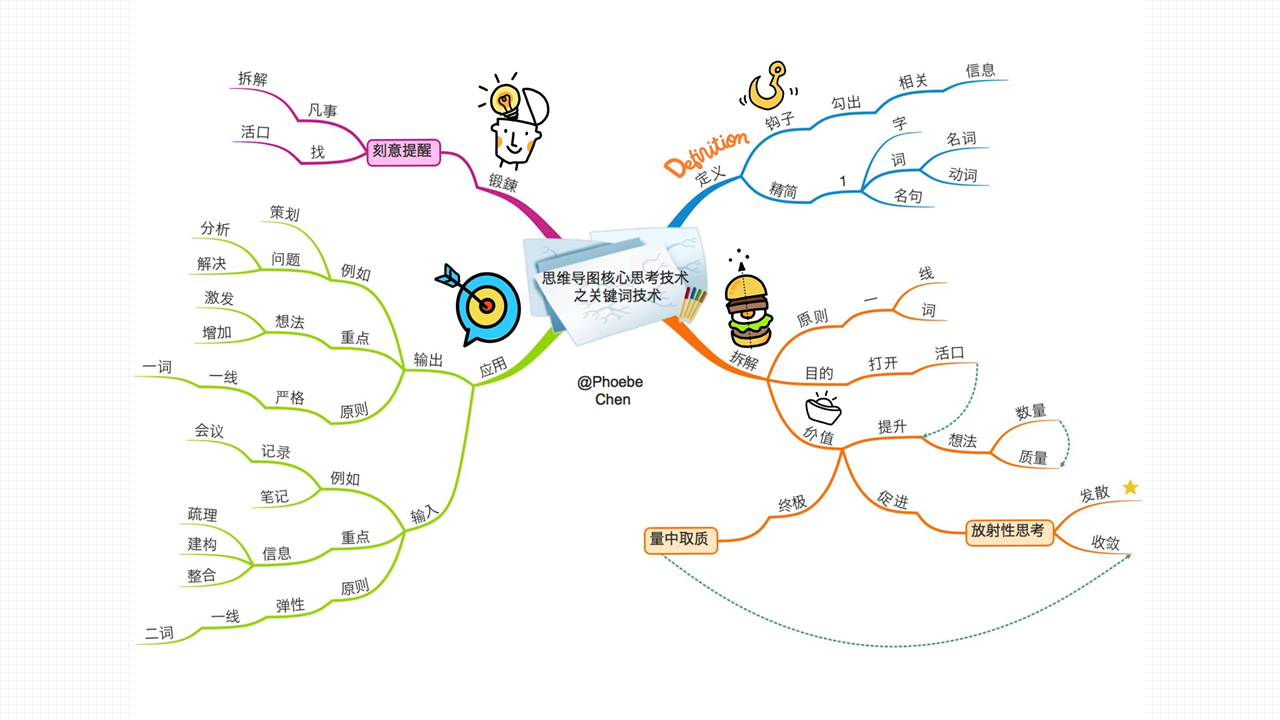 思维导图核心思考技术
之关键词技术
@Phoebe
Chen
Definition
定义
钩子
勾出
相关
信息
精简
1
字
词
名词
动词
名句
拆解
原则
一
线
词
目的
打开
活口
价值
提升
想法
数量
质量
促进
放射性思考
发散
收敛
终极
量中取质
应用
输出
例如
策划
问题
分析
解决
重点
想法
激发
增加
原则
严格
一线
一词
输入
例如
记录
会议
笔记
重点
信息
疏理
建构
整合
原则
弹性
一线
二词
锻鍊
刻意提醒
凡事
拆解
找
活口